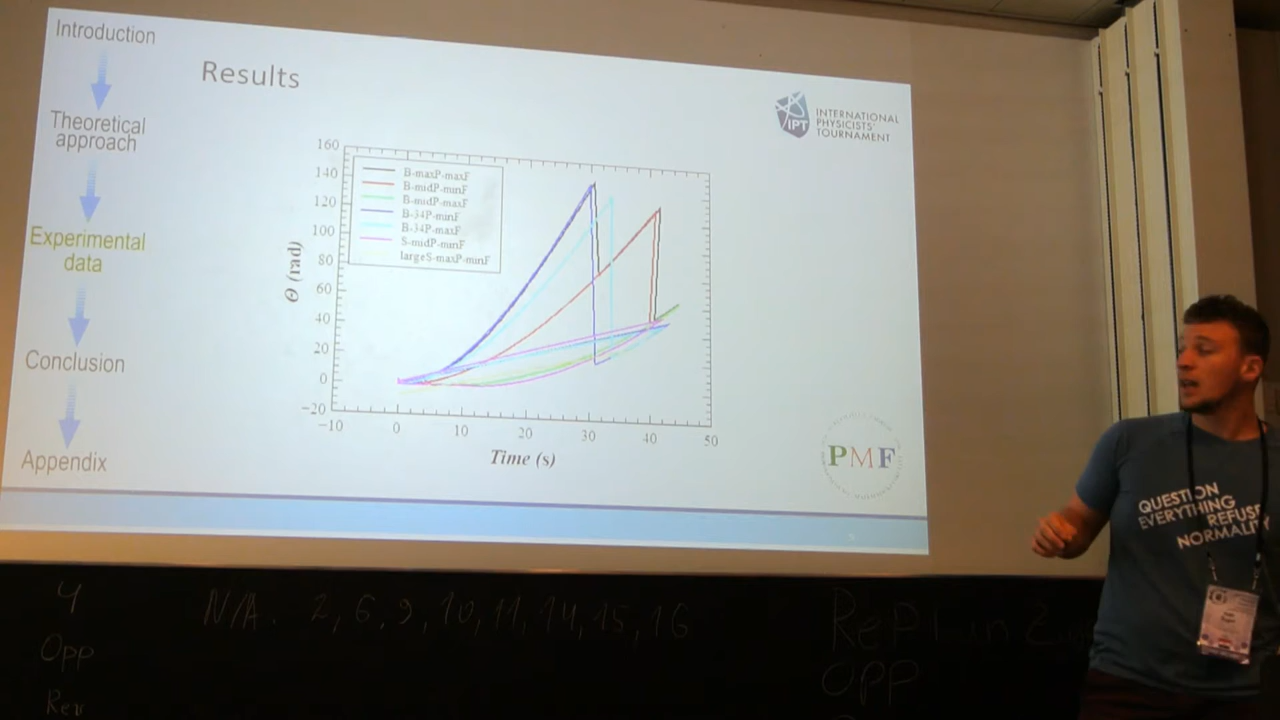 Introduction
Theoretical
approach
Experimental
data
Conclusion
Appendix
Results
INTERNATIONAL
PHYSICISTS'
TOURNAMENT
IPT
160
140
120
100
80
60
40
20
0
−20
Θ (rad)
B-maxP-maxF
B-midP-minF
B-midP-maxF
B-34P-minF
B-34P-maxF
S-midP-minF
largeS-maxP-minF
−10
0
10
20
30
40
50
Time (s)
PMF
QUESTION
EVERYTHING
REFUSE
NORMALITY
4
N/A. 2, 6, 9, 10, 11, 14, 15, 16
Opp
Rev
Rep
OPP